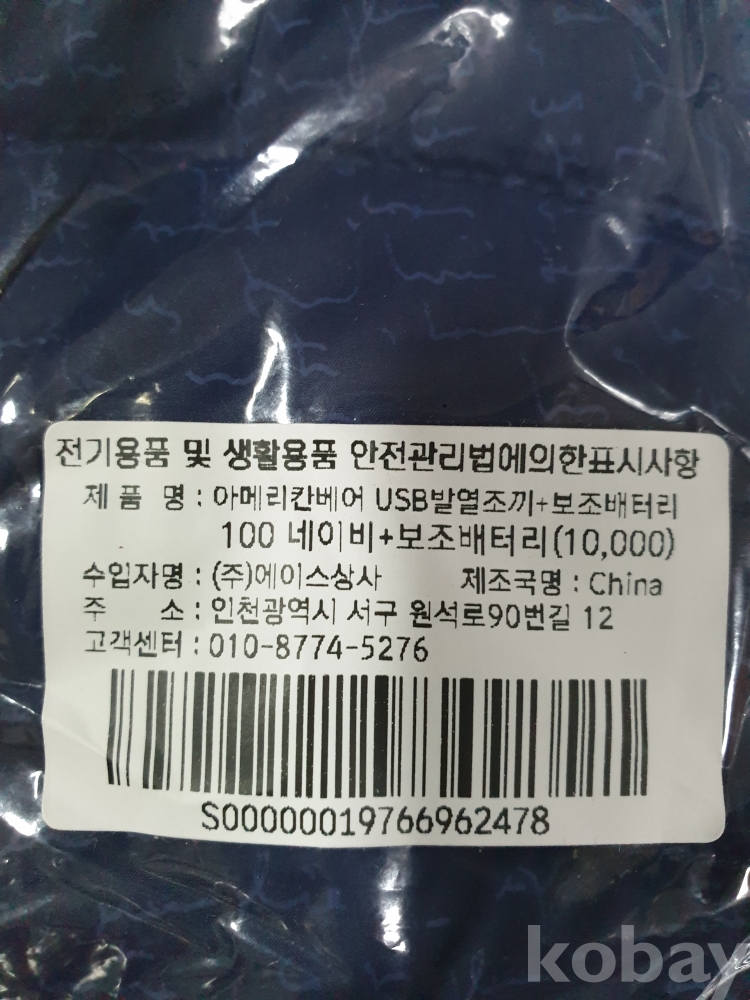 전기용품 및 생활용품 안전관리법에의한표시사항
제 품 명 : 아메리칸베어 USB발열조끼+보조배터리
100 네이비+보조배터리(10,000)
수입자명 : (주)에이스상사 제조국명 : China
주 소 : 인천광역시 서구 원석로90번길 12
고객센터 : 010-8774-5276
S00000019766962478
kobay